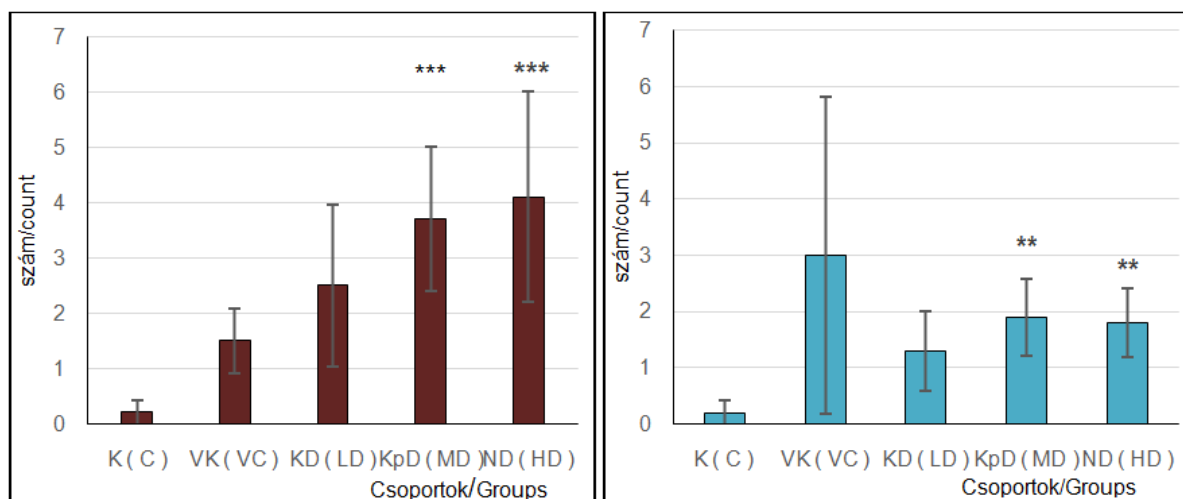 7
***
***
6
5
4
3
2
1
0
szám/count
K ( C )
VK ( VC )
KD ( LD )
KpD ( MD )
ND ( HD )
Csoportok/Groups
7
6
5
4
3
**
**
2
1
0
szám/count
K ( C )
VK ( VC )
KD ( LD )
KpD ( MD )
ND ( HD )
Csoportok/Groups